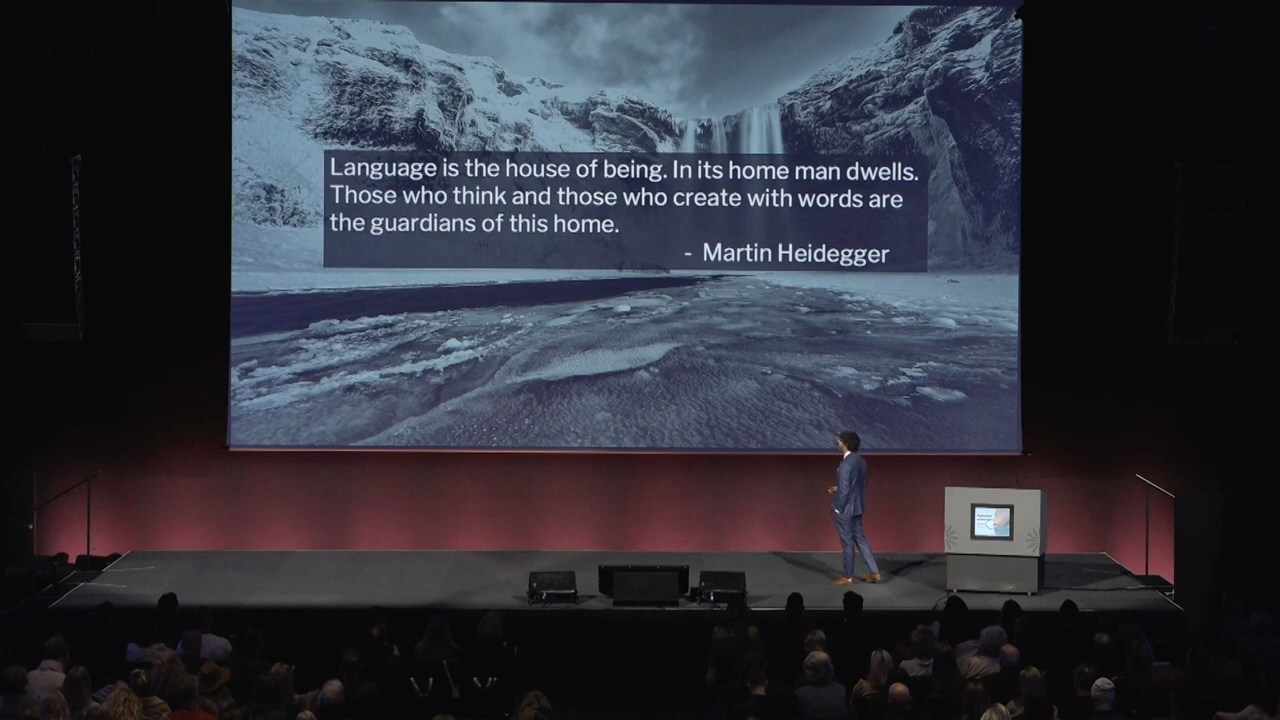 Language is the house of being. In its home man dwells.
Those who think and those who create with words are
the guardians of this home.
- Martin Heidegger